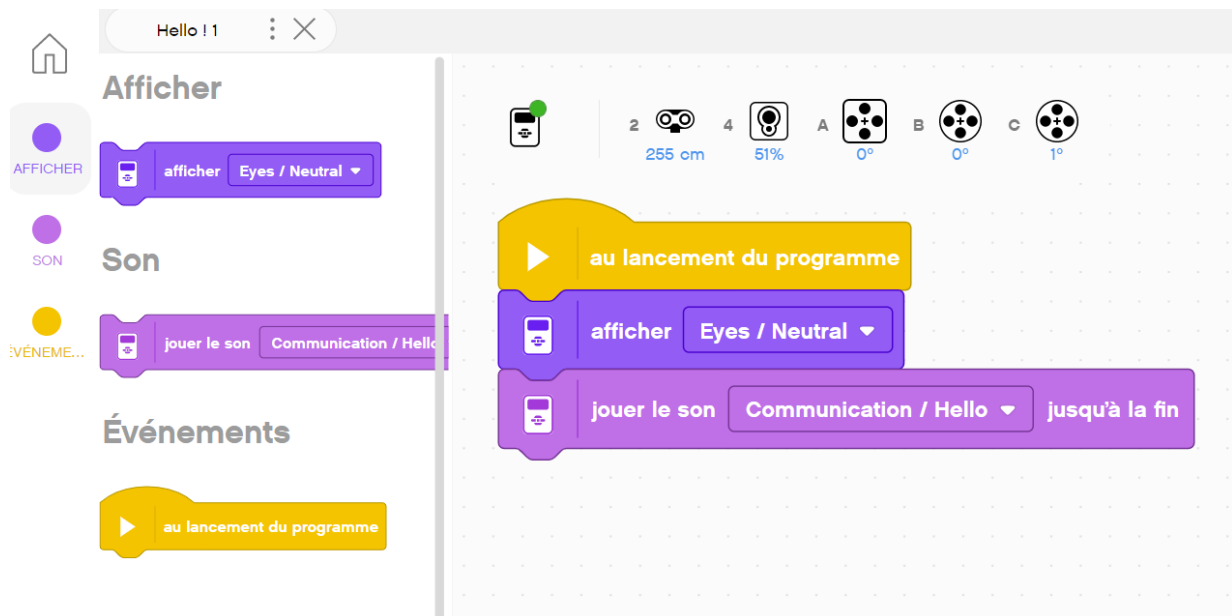 Hello ! 1
AFFICHER
SON
ÉVÉNEME...
Afficher
afficher Eyes / Neutral
Son
jouer le son Communication / Hello
Événements
au lancement du programme
2 255 cm
4 51%
A 0°
B 0°
C 1°
au lancement du programme
afficher Eyes / Neutral
jouer le son Communication / Hello jusqu'à la fin